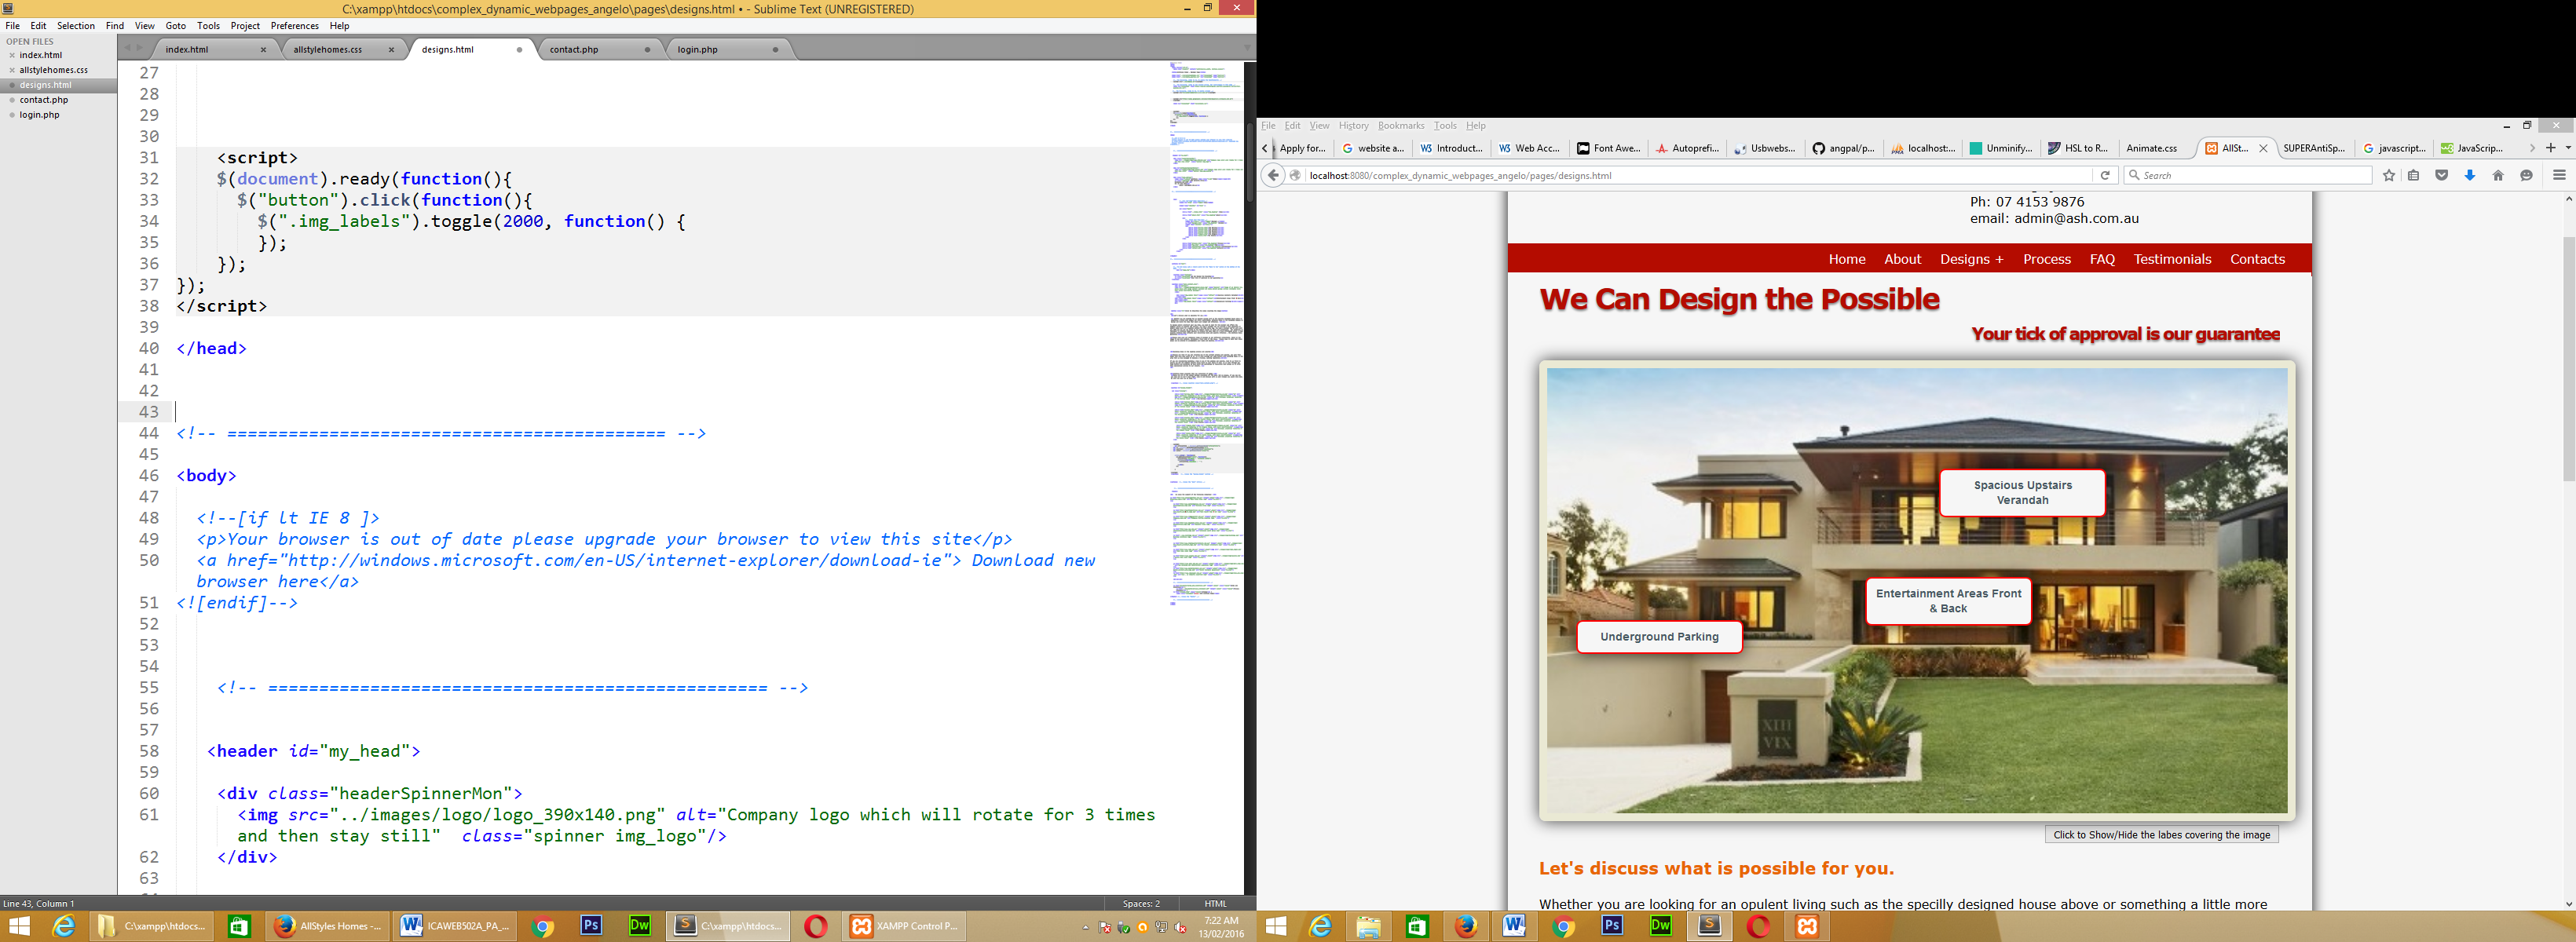 C:\xampp\htdocs\complex_dynamic_webpages_angelo\pages\designs.html • - Sublime Text (UNREGISTERED)
File Edit Selection Find View Goto Tools Project Preferences Help
OPEN FILES
index.html
allstylehomes.css
designs.html
contact.php
login.php
index.html allstylehomes.css designs.html contact.php login.php
27
28
29
30
31 <script>
32 $(document).ready(function(){
33 $("button").click(function(){
34 $(".img_labels").toggle(2000, function() {
35 });
36 });
37 });
38 </script>
39
40 </head>
41
42
43
44 <!-- ============================================== -->
45
46 <body>
47
48 <!--[if lt IE 8 ]>
49 <p>Your browser is out of date please upgrade your browser to view this site</p>
50 <a href="http://windows.microsoft.com/en-US/internet-explorer/download-ie"> Download new
browser here</a>
51 <![endif]-->
52
53
54
55 <!-- ================================================= -->
56
57
58 <header id="my_head">
59
60 <div class="headerSpinnerMon">
61 <img src="../images/logo/logo_390x140.png" alt="Company logo which will rotate for 3 times
and then stay still" class="spinner img_logo"/>
62 </div>
63
Line 43, Column 1 Spaces: 2 HTML
C:\xampp\htdocs... AllStyles Homes -... ICAWEB502A_PA_... C:\xampp\htdocs... XAMPP Control P...
7:22 AM
13/02/2016
File Edit View History Bookmarks Tools Help
Apply for... website a... Introduct... Web Acc... Font Awe... Autoprefi... Usbwebs... angpal/p... localhost:... Unminify... HSL to R... Animate.css AllSt... SUPERAntiSp... javascript... JavaScrip...
localhost:8080/complex_dynamic_webpages_angelo/pages/designs.html Search
Ph: 07 4153 9876
email: admin@ash.com.au
Home About Designs + Process FAQ Testimonials Contacts
We Can Design the Possible
Your tick of approval is our guarantee
Spacious Upstairs
Verandah
Entertainment Areas Front
& Back
Underground Parking
XIII
VIX
Click to Show/Hide the labes covering the image
Let's discuss what is possible for you.
Whether you are looking for an opulent living such as the specilly designed house above or something a little more